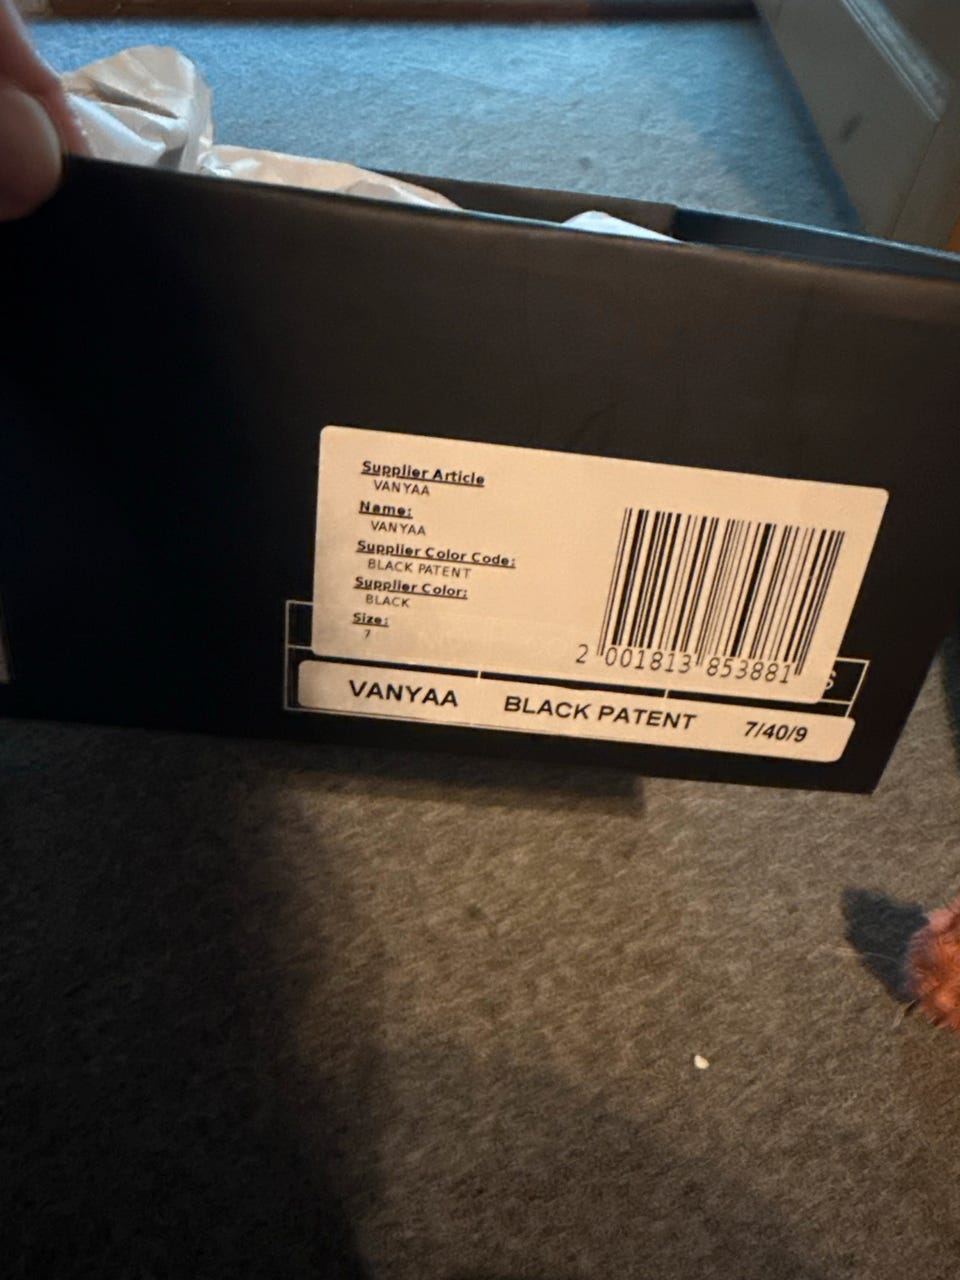 Supplier Article
VANYAA
Name:
VANYAA
Supplier Color Code:
BLACK PATENT
Supplier Color:
BLACK
Size:
7
2 001813 853881
VANYAA BLACK PATENT 7/40/9